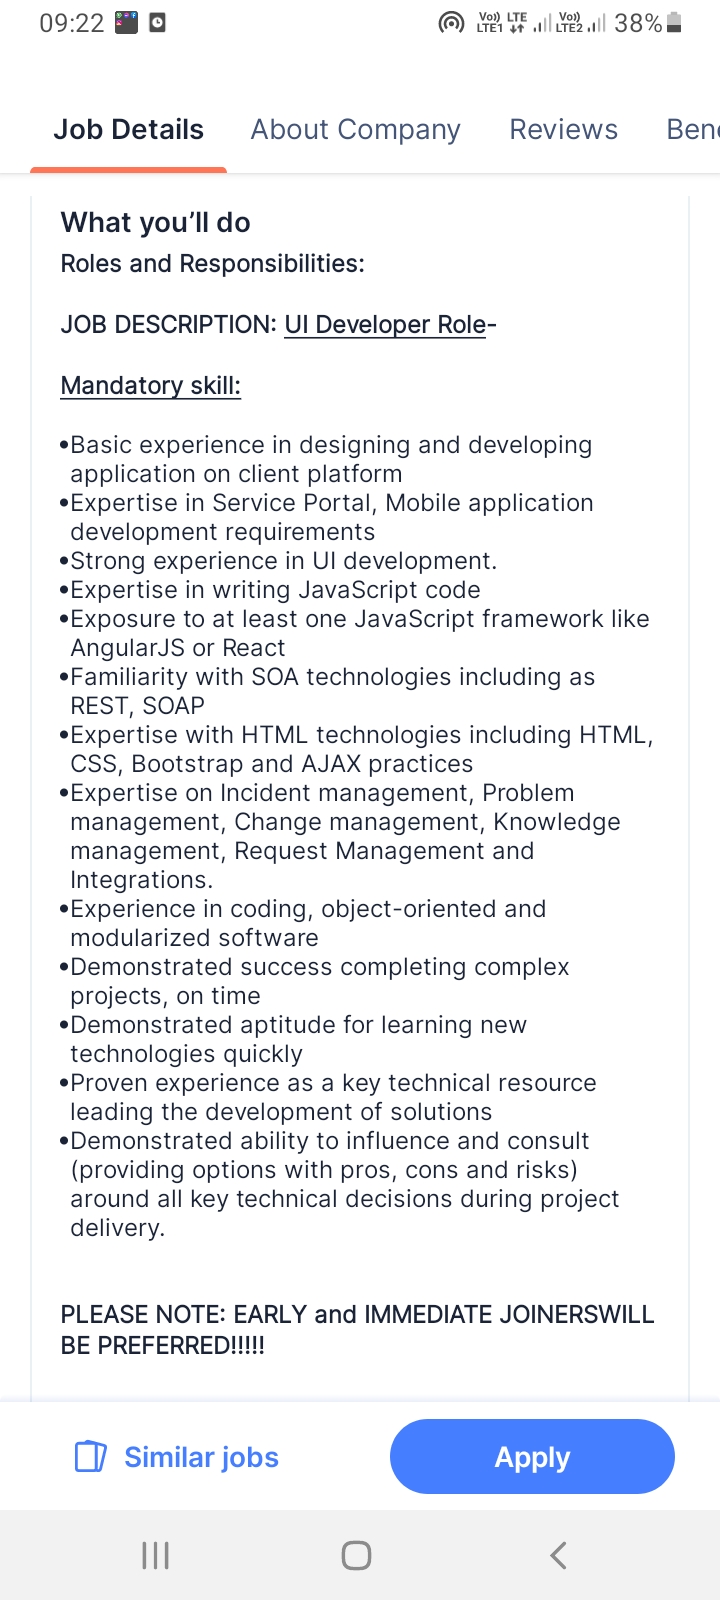 09:22
Vo)) LTE Vo)) 38%
LTE1 LTE2
Job Details About Company Reviews Ben
What you'll do
Roles and Responsibilities:
JOB DESCRIPTION: UI Developer Role-
Mandatory skill:
•Basic experience in designing and developing
application on client platform
•Expertise in Service Portal, Mobile application
development requirements
•Strong experience in UI development.
•Expertise in writing JavaScript code
•Exposure to at least one JavaScript framework like
AngularJS or React
•Familiarity with SOA technologies including as
REST, SOAP
•Expertise with HTML technologies including HTML,
CSS, Bootstrap and AJAX practices
•Expertise on Incident management, Problem
management, Change management, Knowledge
management, Request Management and
Integrations.
•Experience in coding, object-oriented and
modularized software
•Demonstrated success completing complex
projects, on time
•Demonstrated aptitude for learning new
technologies quickly
•Proven experience as a key technical resource
leading the development of solutions
•Demonstrated ability to influence and consult
(providing options with pros, cons and risks)
around all key technical decisions during project
delivery.
PLEASE NOTE: EARLY and IMMEDIATE JOINERSWILL
BE PREFERRED!!!!!
Similar jobs Apply